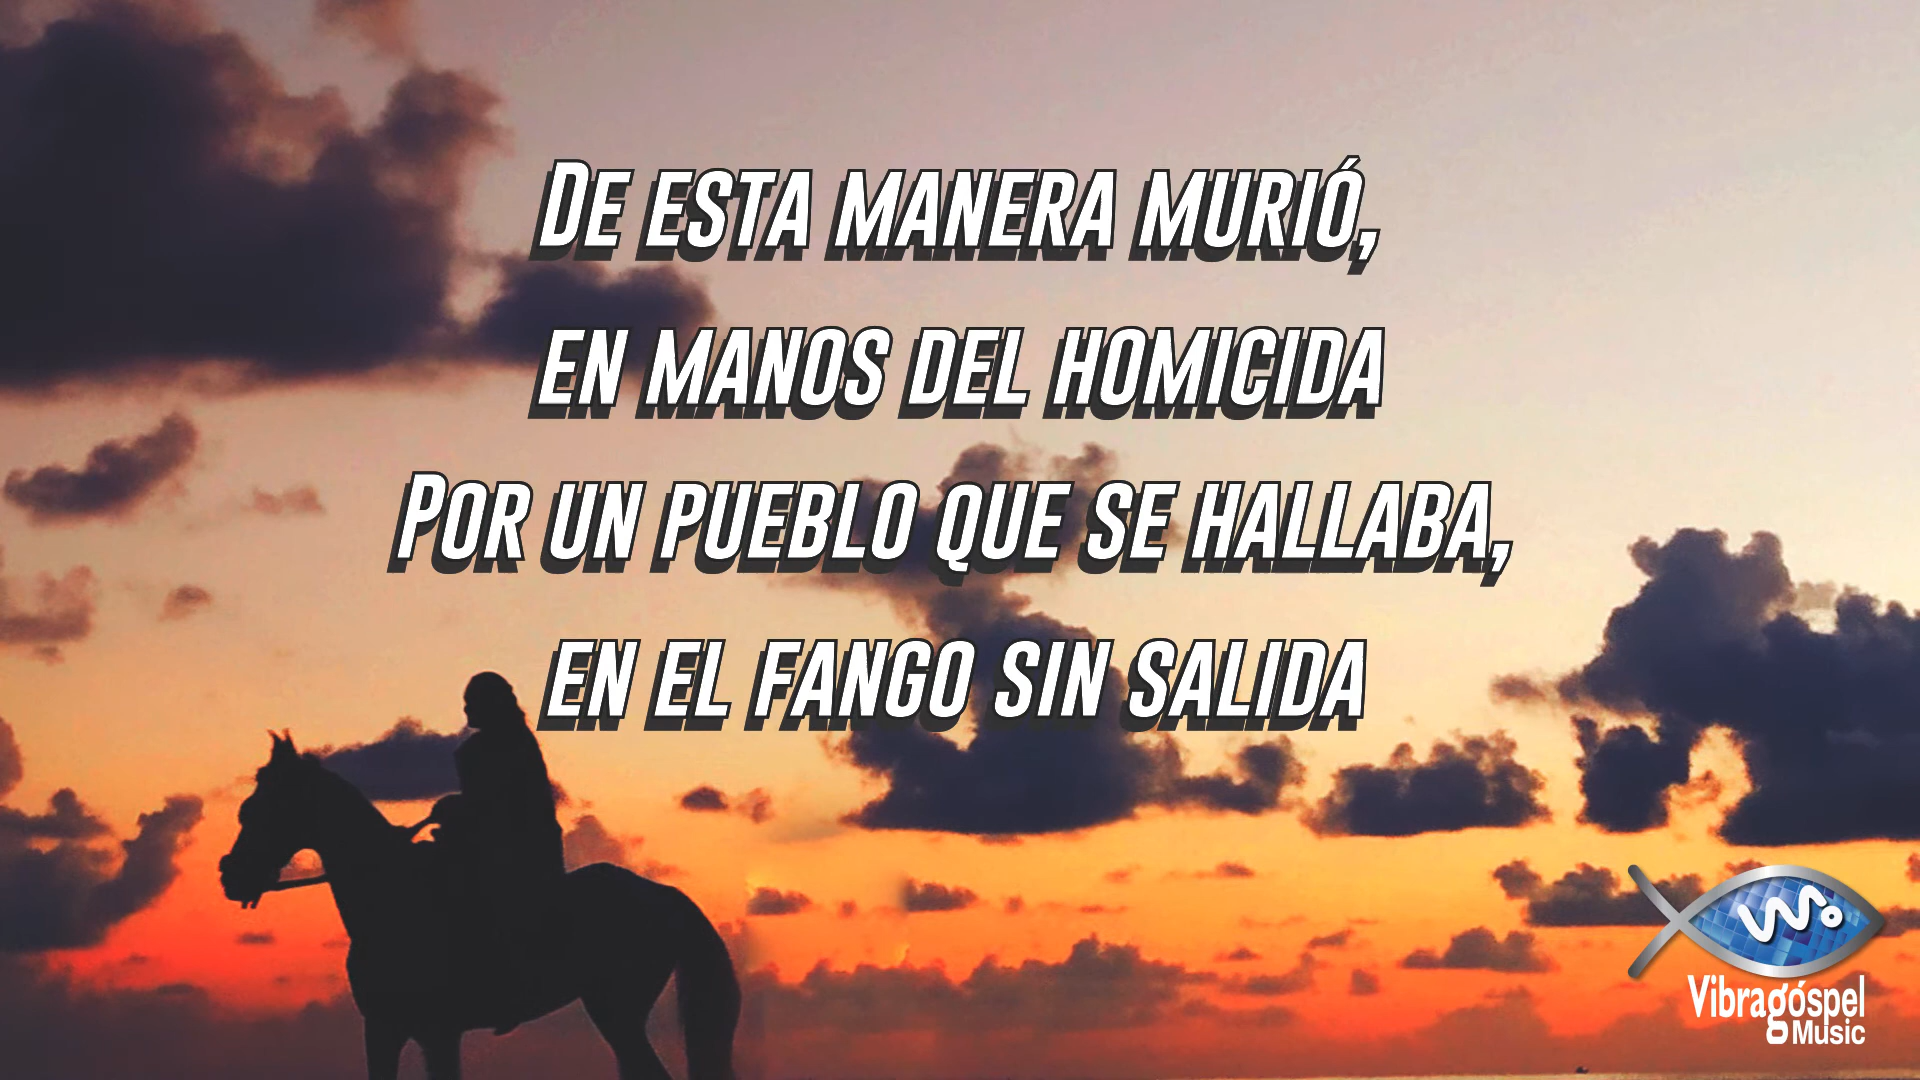 De esta manera murió,
en manos del homicida
Por un pueblo que se hallaba,
en el fango sin salida
Vibragóspel
Music